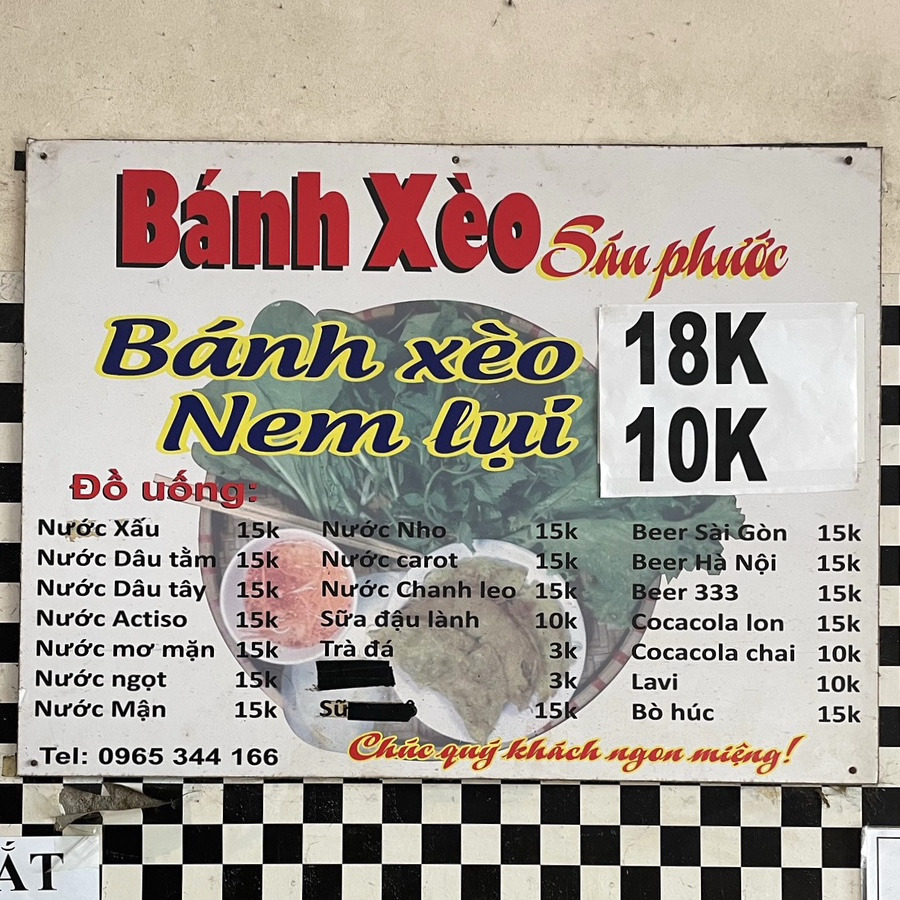 Bánh Xèo Sáu phước
Bánh xèo 18K
Nem lụi 10K
Đồ uống:
Nước Xấu 15k
Nước Dâu tằm 15k
Nước Dâu tây 15k
Nước Actiso 15k
Nước mơ mặn 15k
Nước ngọt 15k
Nước Mận 15k
Nước Nho 15k
Nước carot 15k
Nước Chanh leo 15k
Sữa đậu lành 10k
Trà đá 3k
3k
15k
Beer Sài Gòn 15k
Beer Hà Nội 15k
Beer 333 15k
Cocacola lon 15k
Cocacola chai 10k
Lavi 10k
Bò húc 15k
Tel: 0965 344 166
Chúc quý khách ngon miệng!